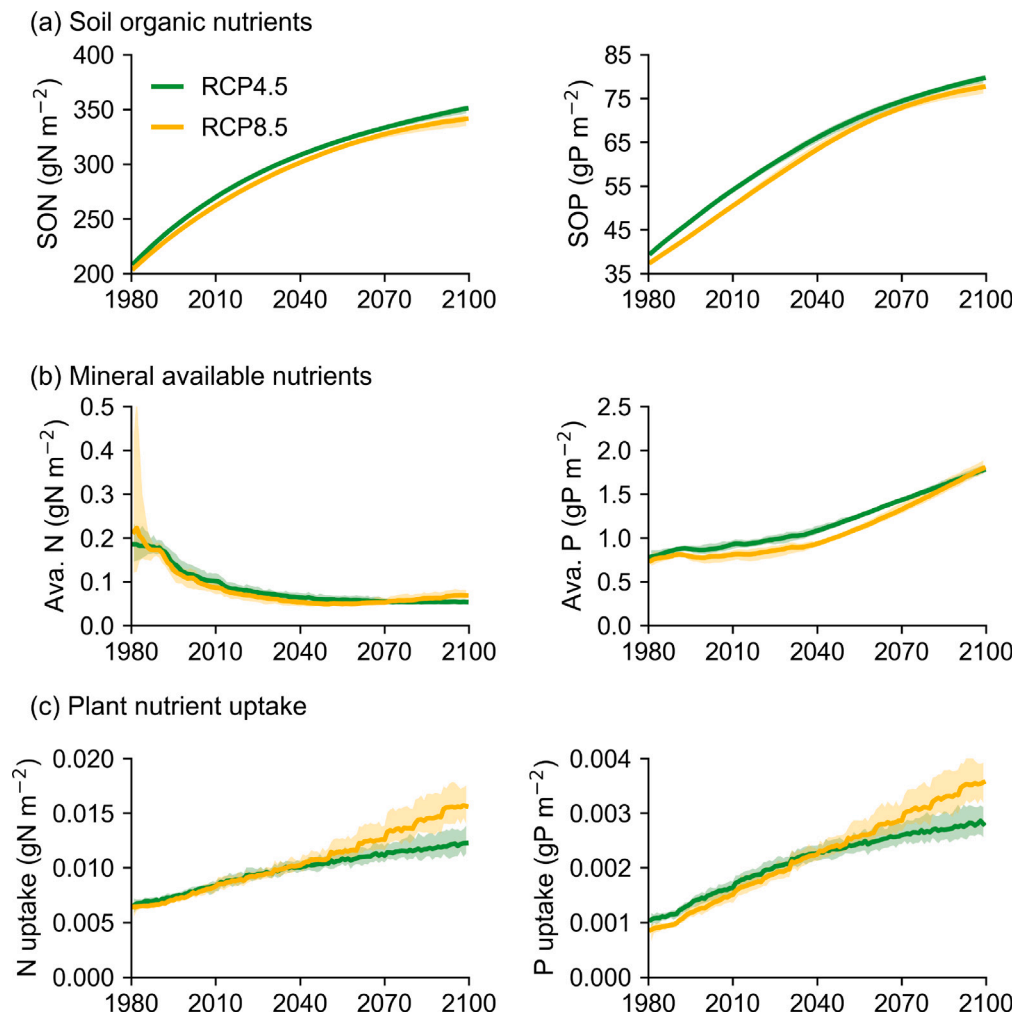 (a) Soil organic nutrients
SON (gN m⁻²)
400
350
300
250
200
RCP4.5
RCP8.5
1980 2010 2040 2070 2100
SOP (gP m⁻²)
85
75
65
55
45
35
1980 2010 2040 2070 2100
(b) Mineral available nutrients
Ava. N (gN m⁻²)
0.5
0.4
0.3
0.2
0.1
0.0
1980 2010 2040 2070 2100
Ava. P (gP m⁻²)
2.5
2.0
1.5
1.0
0.5
0.0
1980 2010 2040 2070 2100
(c) Plant nutrient uptake
N uptake (gN m⁻²)
0.020
0.015
0.010
0.005
0.000
1980 2010 2040 2070 2100
P uptake (gP m⁻²)
0.004
0.003
0.002
0.001
0.000
1980 2010 2040 2070 2100